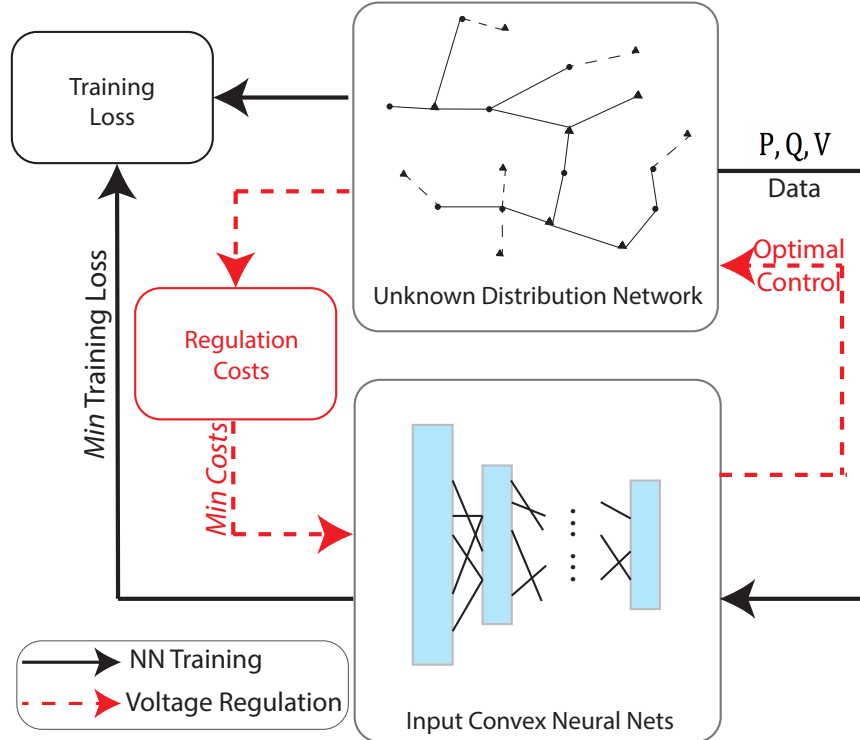 Training
Loss
P, Q, V
Data
Optimal
Control
Unknown Distribution Network
Regulation
Costs
Min Training Loss
Min Costs
NN Training
Voltage Regulation
Input Convex Neural Nets